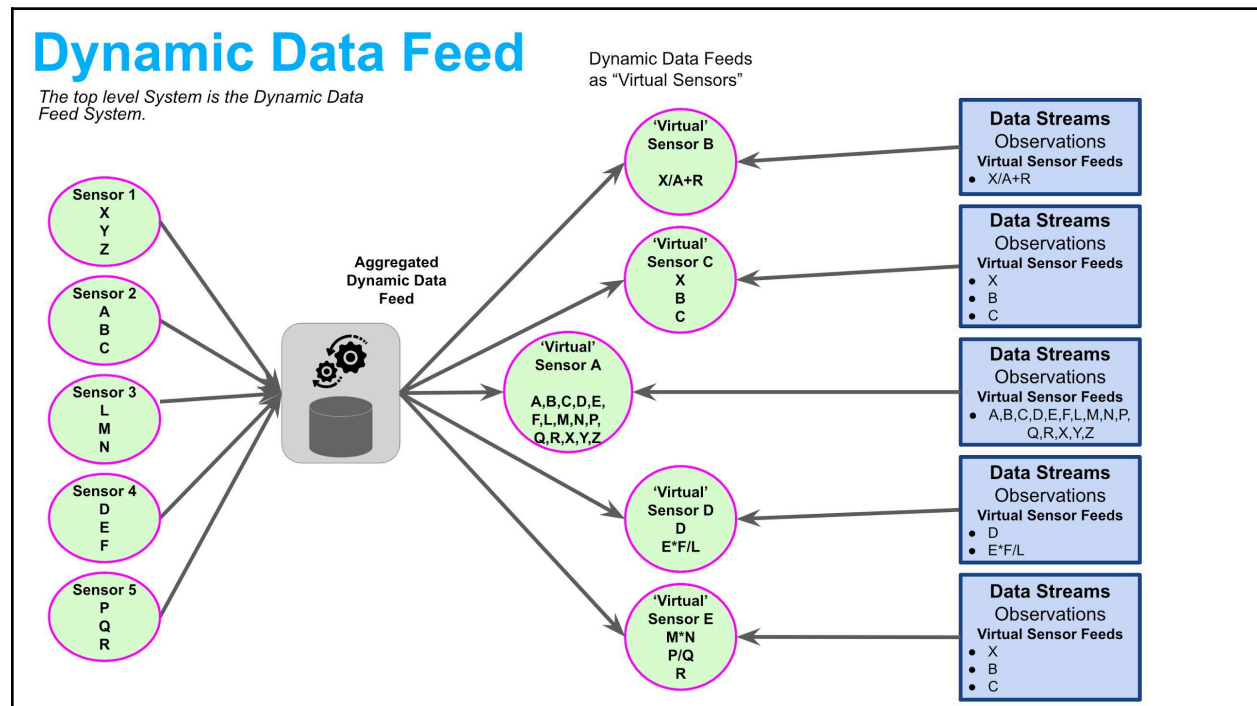 Dynamic Data Feed
The top level System is the Dynamic Data
Feed System.
Sensor 1
X
Y
Z
Sensor 2
A
B
C
Sensor 3
L
M
N
Sensor 4
D
E
F
Sensor 5
P
Q
R
Aggregated
Dynamic Data
Feed
Dynamic Data Feeds
as “Virtual Sensors”
‘Virtual’
Sensor B
X/A+R
‘Virtual’
Sensor C
X
B
C
‘Virtual’
Sensor A
A,B,C,D,E,
F,L,M,N,P,
Q,R,X,Y,Z
‘Virtual’
Sensor D
D
E*F/L
‘Virtual’
Sensor E
M*N
P/Q
R
Data Streams
Observations
Virtual Sensor Feeds
● X/A+R
Data Streams
Observations
Virtual Sensor Feeds
● X
● B
● C
Data Streams
Observations
Virtual Sensor Feeds
● A,B,C,D,E,F,L,M,N,P,
Q,R,X,Y,Z
Data Streams
Observations
Virtual Sensor Feeds
● D
● E*F/L
Data Streams
Observations
Virtual Sensor Feeds
● X
● B
● C